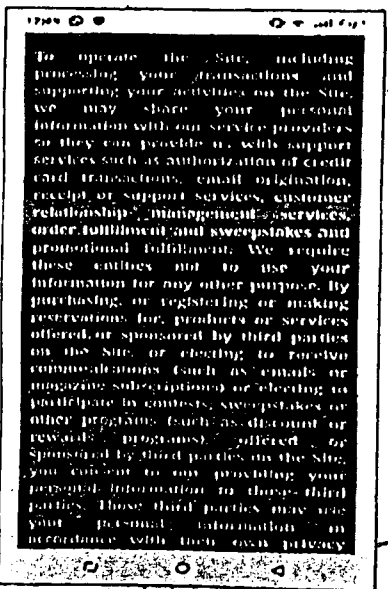 To operate the Site, including
processing your transactions and
supporting your activities on the Site,
we may share your personal
information with our service providers
so they can provide us with support
services such as authorization of credit
card transactions, email origination,
receipt or support services, customer
relationship management services,
order fulfillment and sweepstakes and
promotional fulfillment. We require
these entities not to use your
information for any other purpose. By
purchasing, or registering or making
reservations for, products or services
offered or sponsored by third parties
on the Site, or electing to receive
communications (such as emails or
magazine subscriptions) or electing to
participate in contests, sweepstakes or
other programs (such as discount or
rewards programs), offered or
sponsored by third parties on the Site,
you consent to our providing your
personal information to those third
parties. Those third parties may use
your personal information in
accordance with their own privacy